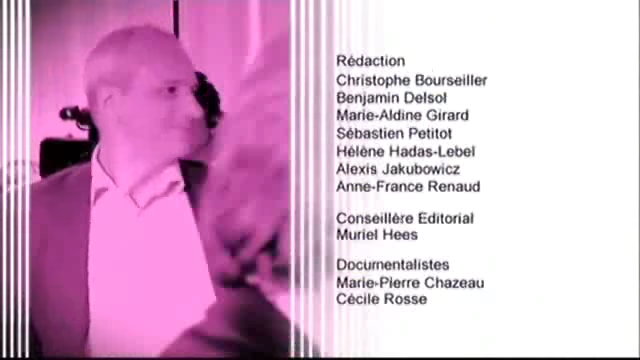 Rédaction
Christophe Bourseiller
Benjamin Delsol
Marie-Aldine Girard
Sébastien Petitot
Hélène Hadas-Lebel
Alexis Jakubowicz
Anne-France Renaud
Conseillère Editorial
Muriel Hees
Documentalistes
Marie-Pierre Chazeau
Cécile Rosse